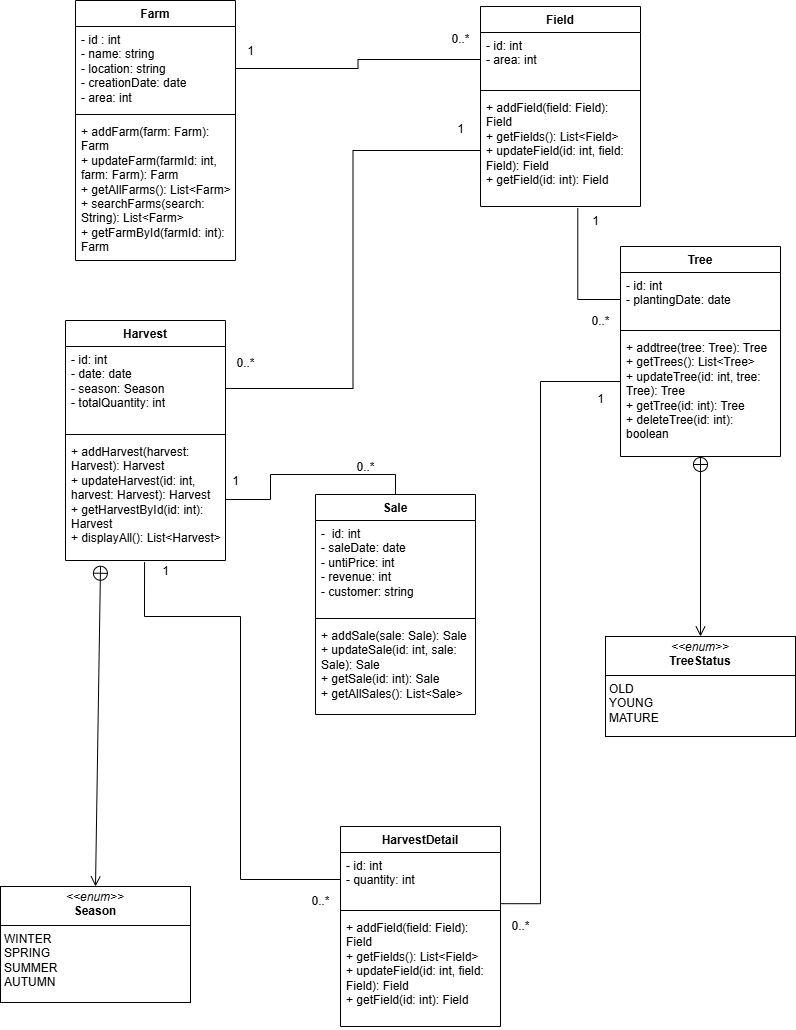 Farm
- id : int
- name: string
- location: string
- creationDate: date
- area: int
+ addFarm(farm: Farm):
Farm
+ updateFarm(farmId: int,
farm: Farm): Farm
+ getAllFarms(): List<Farm>
+ searchFarms(search:
String): List<Farm>
+ getFarmById(farmId: int):
Farm
1
0..*
Field
- id: int
- area: int
+ addField(field: Field):
Field
+ getFields(): List<Field>
+ updateField(id: int, field:
Field): Field
+ getField(id: int): Field
1
1
0..*
Tree
- id: int
- plantingDate: date
+ addtree(tree: Tree): Tree
+ getTrees(): List<Tree>
+ updateTree(id: int, tree:
Tree): Tree
+ getTree(id: int): Tree
+ deleteTree(id: int):
boolean
1
Harvest
- id: int
- date: date
- season: Season
- totalQuantity: int
+ addHarvest(harvest:
Harvest): Harvest
+ updateHarvest(id: int,
harvest: Harvest): Harvest
+ getHarvestById(id: int):
Harvest
+ displayAll(): List<Harvest>
0..*
1
0..*
1
Sale
-  id: int
- saleDate: date
- untiPrice: int
- revenue: int
- customer: string
+ addSale(sale: Sale): Sale
+ updateSale(id: int, sale:
Sale): Sale
+ getSale(id: int): Sale
+ getAllSales(): List<Sale>
<<enum>>
TreeStatus
OLD
YOUNG
MATURE
HarvestDetail
- id: int
- quantity: int
+ addField(field: Field):
Field
+ getFields(): List<Field>
+ updateField(id: int, field:
Field): Field
+ getField(id: int): Field
0..*
0..*
<<enum>>
Season
WINTER
SPRING
SUMMER
AUTUMN